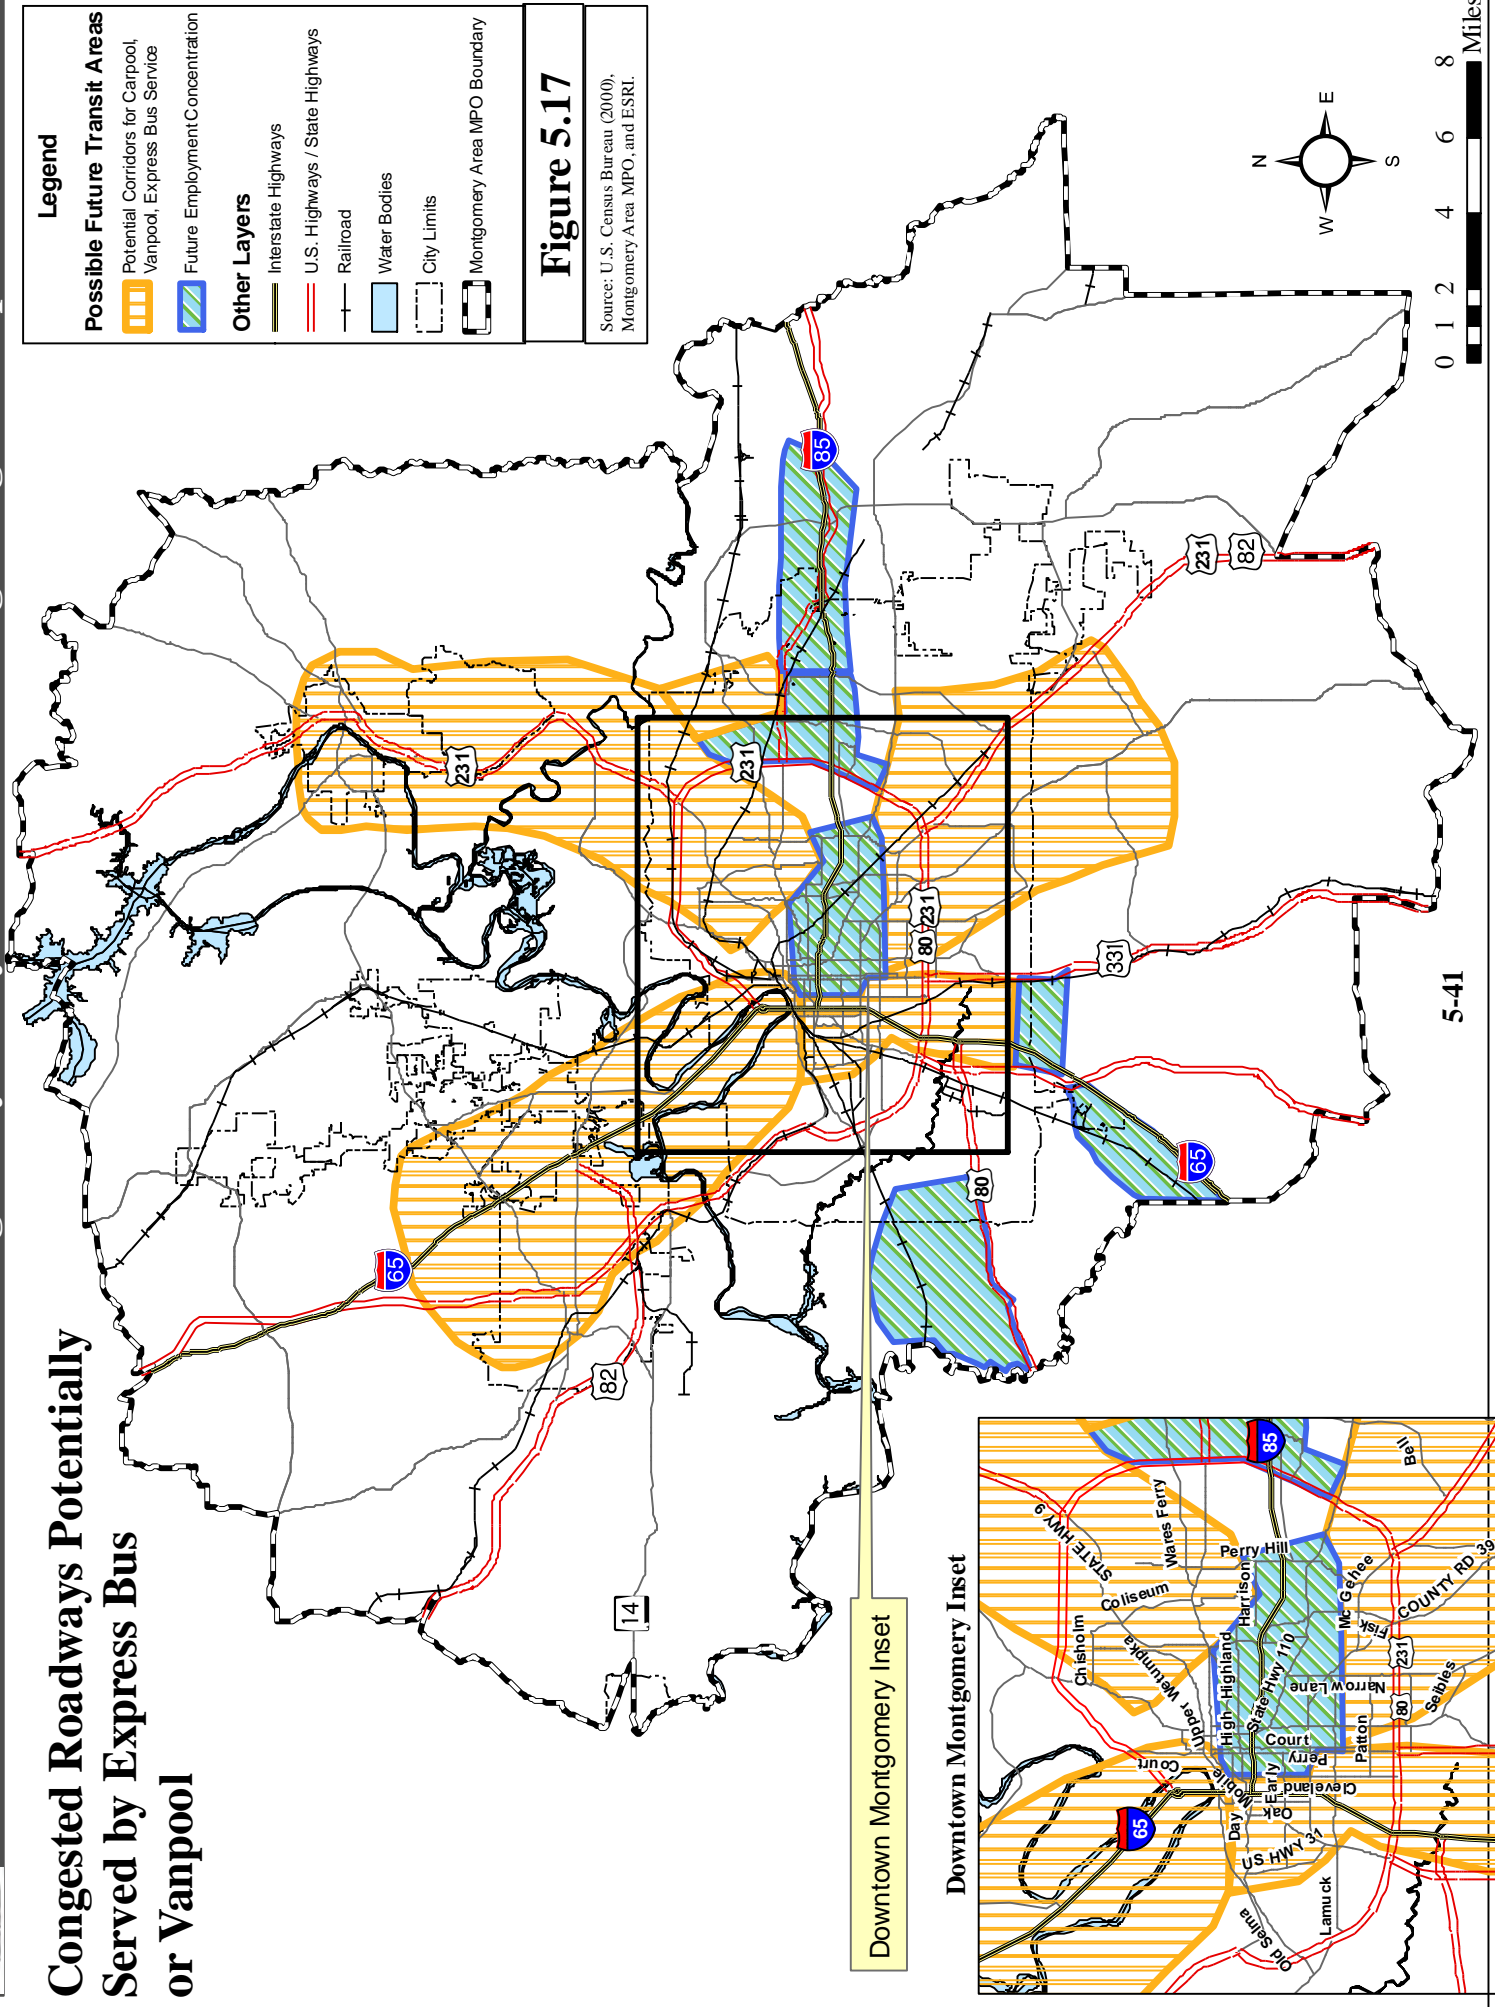 Congested Roadways Potentially
Served by Express Bus
or Vanpool
Legend
Possible Future Transit Areas
Potential Corridors for Carpool,
Vanpool, Express Bus Service
Future Employment Concentration
Other Layers
Interstate Highways
U.S. Highways / State Highways
Railroad
Water Bodies
City Limits
Montgomery Area MPO Boundary
Figure 5.17
Source: U.S. Census Bureau (2000),
Montgomery Area MPO, and ESRI.
N
W E
S
0 1 2 4 6 8
Miles
65
82
14
231
231
85
80
231
80
331
231
82
65
Downtown Montgomery Inset
5-41
Downtown Montgomery Inset
STATE HWY 9
Wares Ferry
Chisholm
Coliseum
Upper Wetumpka
Perry Hill
Harrison
Highland
High
State Hwy 110
Court
Court
Mobile
Early
Perry
Day
Oak
Cleveland
US HWY 31
Old Selma
Lamuck
Patton
Narrow Lane
Mc Gehee
Fisk
COUNTY RD 39
Seibles
Bell
65
85
80
231